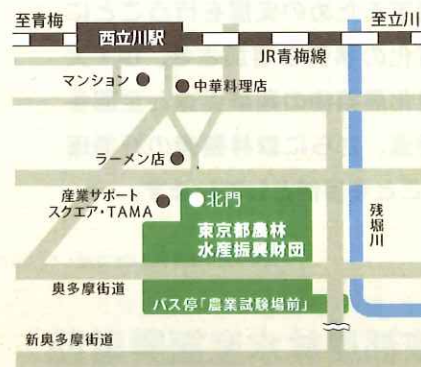 至青梅
至立川
西立川駅
JR青梅線
マンション
中華料理店
ラーメン店
産業サポート
スクエア・TAMA
北門
東京都農林
水産振興財団
残堀川
奥多摩街道
バス停「農業試験場前」
新奥多摩街道